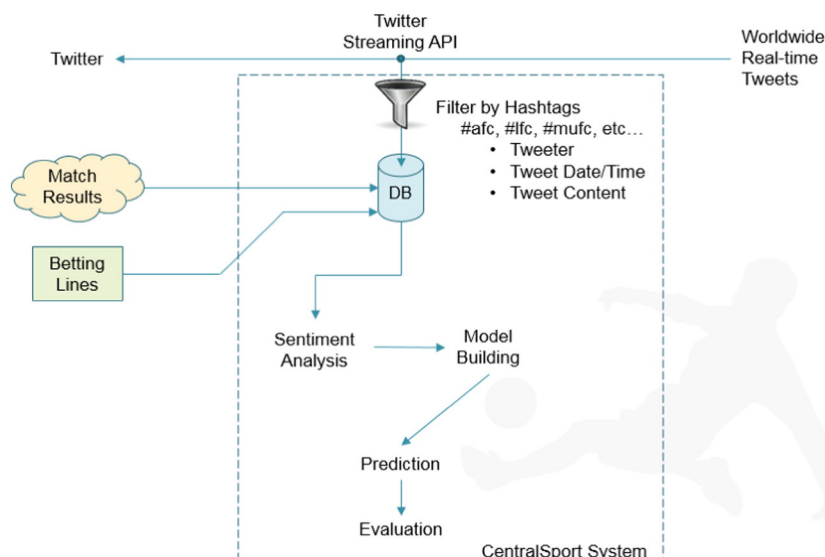 Twitter
Streaming API
Twitter
Worldwide
Real-time
Tweets
Filter by Hashtags
#afc, #lfc, #mufc, etc…
• Tweeter
• Tweet Date/Time
• Tweet Content
Match
Results
DB
Betting
Lines
Sentiment
Analysis
Model
Building
Prediction
Evaluation
CentralSport System